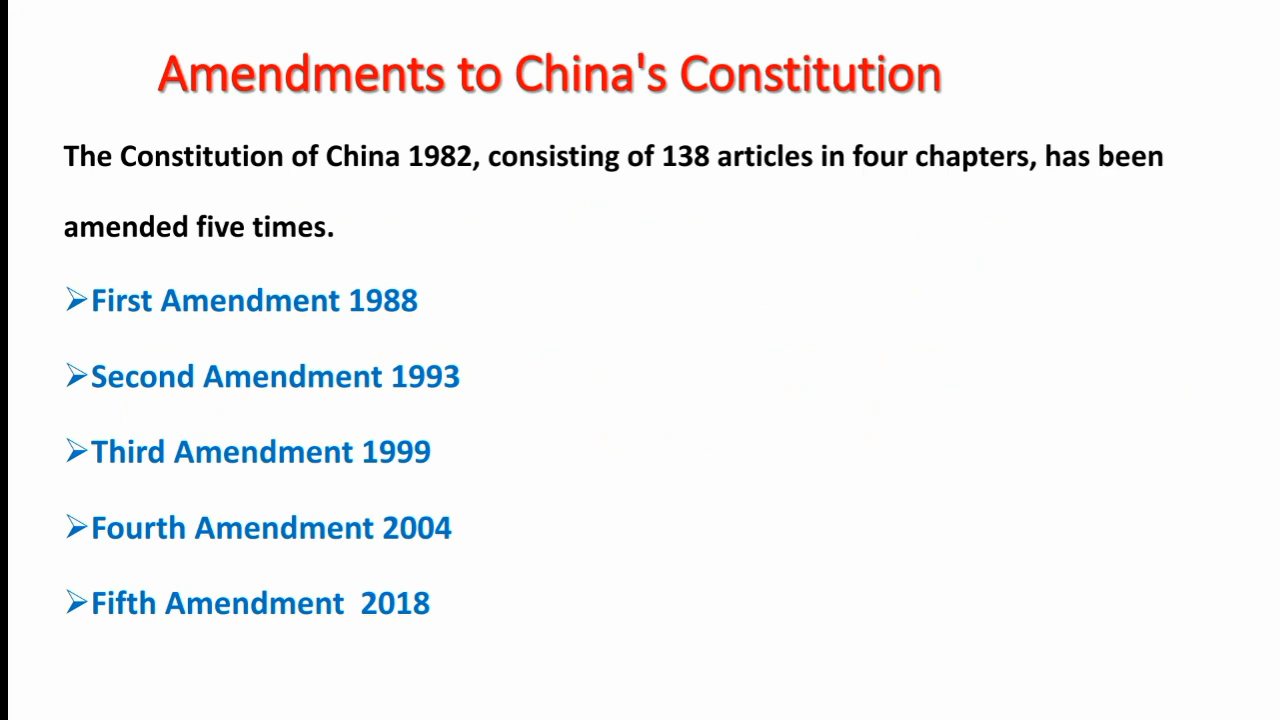 Amendments to China's Constitution
The Constitution of China 1982, consisting of 138 articles in four chapters, has been
amended five times.
➢First Amendment 1988
➢Second Amendment 1993
➢Third Amendment 1999
➢Fourth Amendment 2004
➢Fifth Amendment  2018